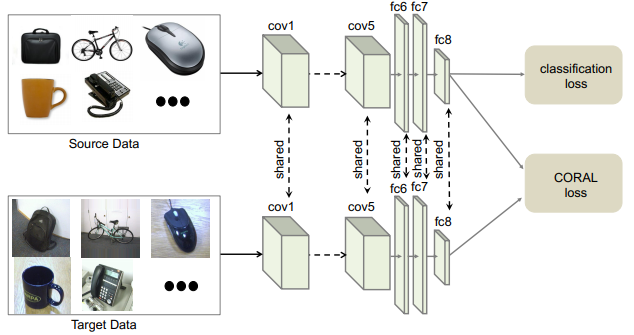 fc6 fc7
cov1 cov5 fc8
classification
loss
Source Data
shared shared shared shared shared
CORAL
loss
fc6 fc7
cov1 cov5 fc8
Target Data